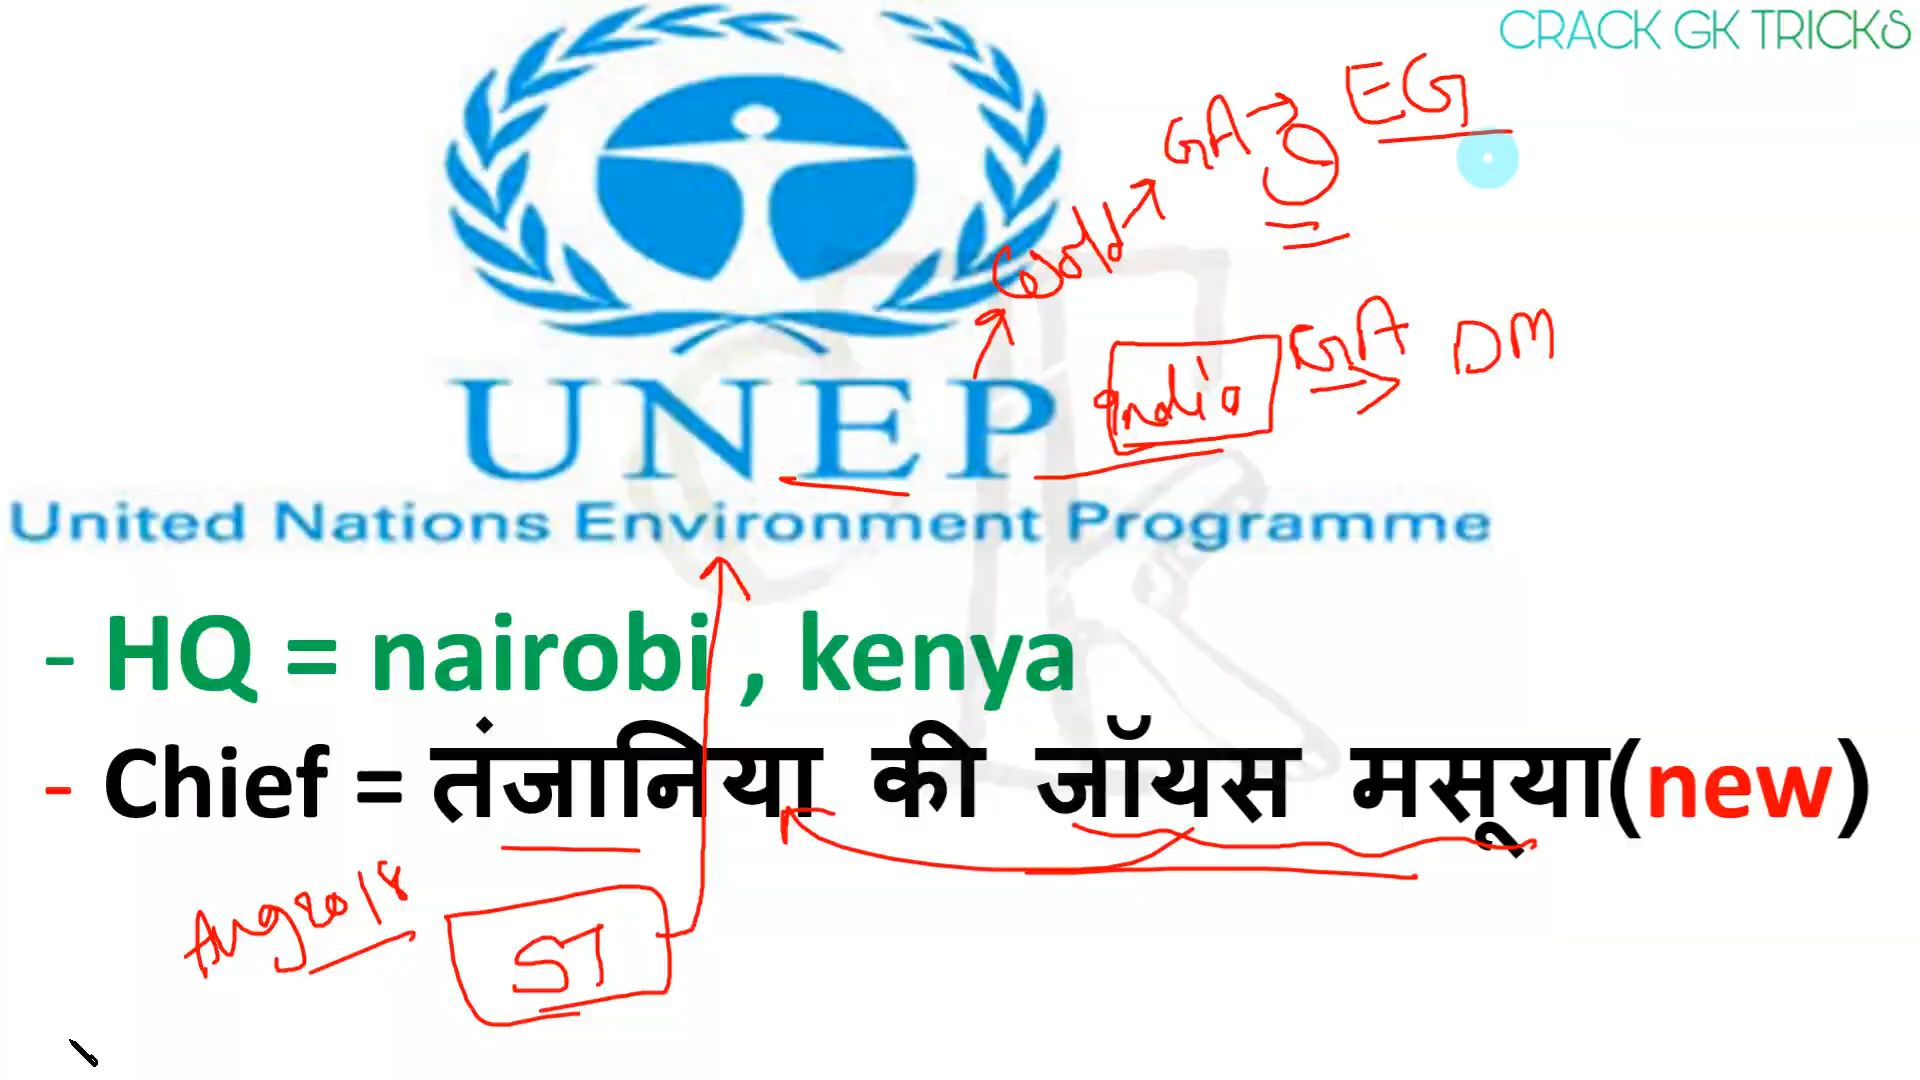 CRACK GK TRICKS
EG
GA
World
GA
DM
India
UNEP
United Nations Environment Programme
- HQ = nairobi , kenya
- Chief = तंजानिया की जॉयस मसूया(new)
Aug 2018
ST